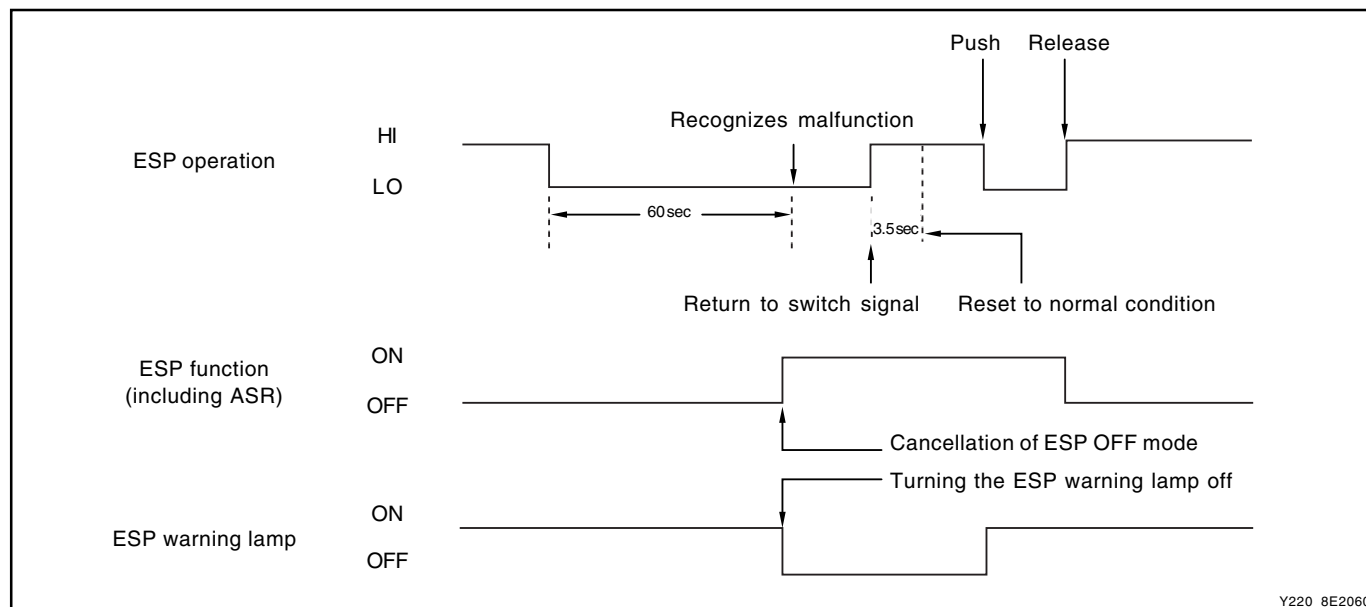 Push Release
Recognizes malfunction
HI
ESP operation
LO
60sec
3.5sec
Return to switch signal Reset to normal condition
ON
ESP function
(including ASR)
OFF
Cancellation of ESP OFF mode
Turning the ESP warning lamp off
ON
ESP warning lamp
OFF
Y220_8E2060